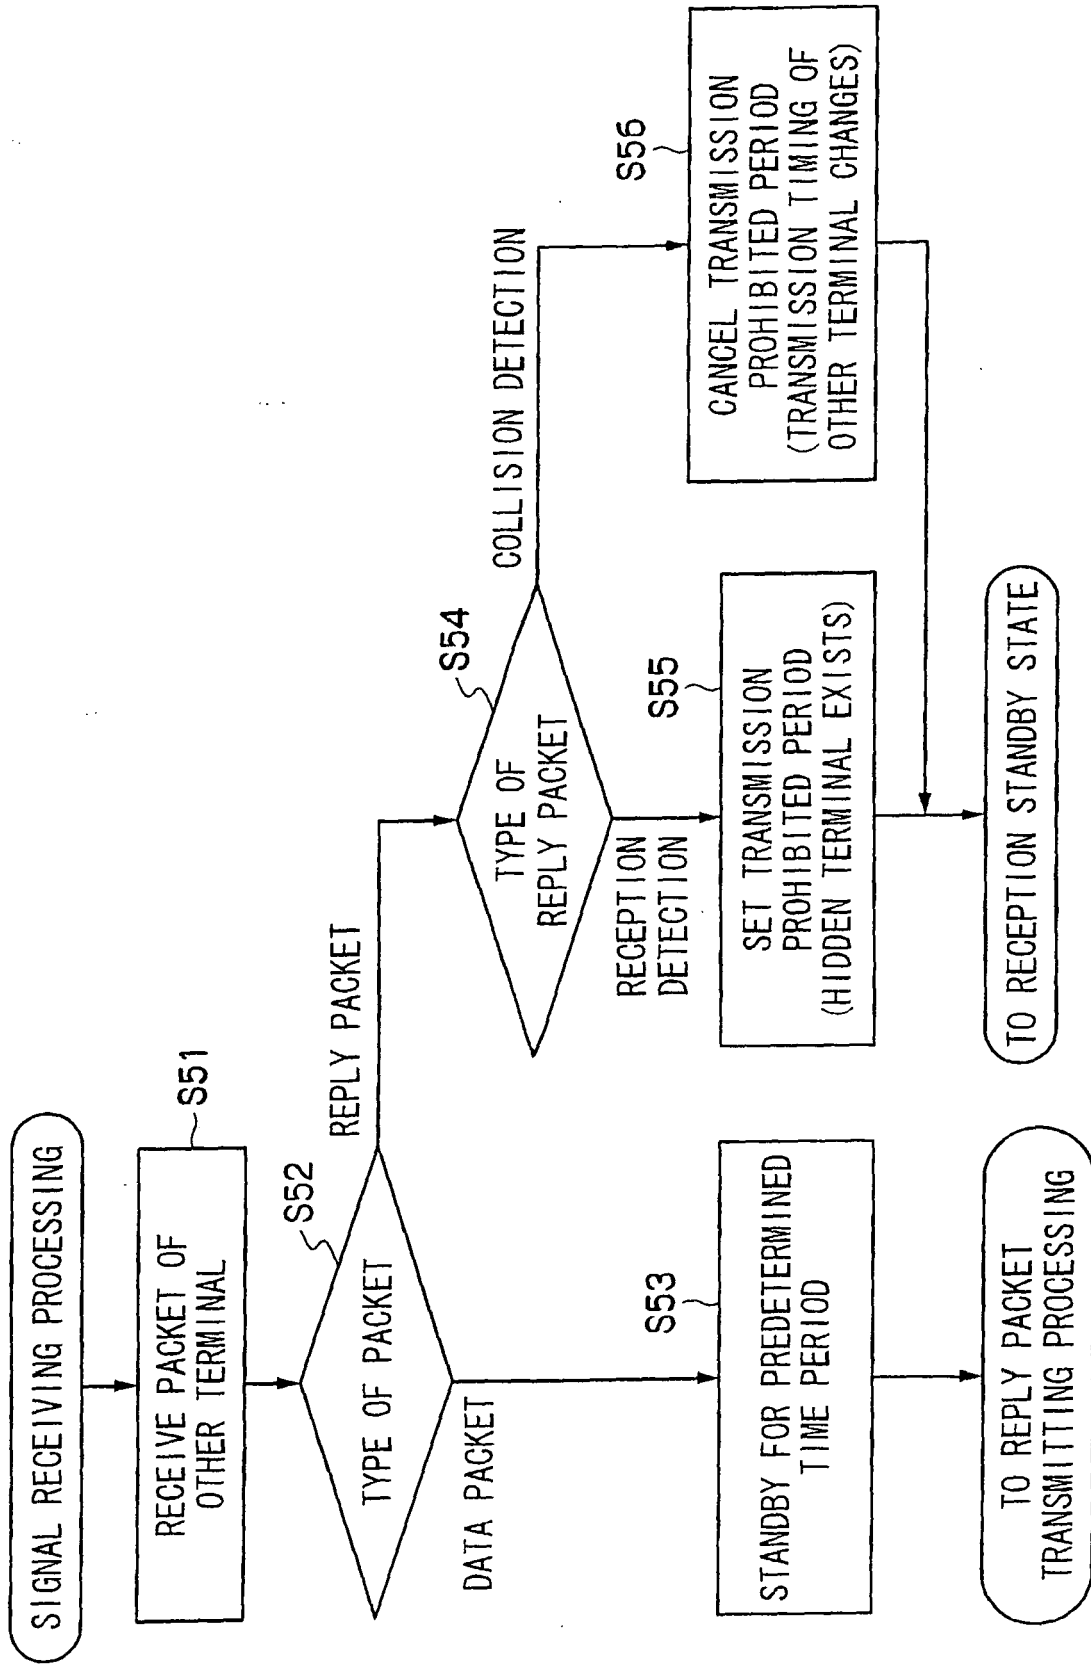 SIGNAL RECEIVING PROCESSING
S51
RECEIVE PACKET OF
OTHER TERMINAL
S52
TYPE OF PACKET
REPLY PACKET
DATA PACKET
S53
STANDBY FOR PREDETERMINED
TIME PERIOD
TO REPLY PACKET
TRANSMITTING PROCESSING
S54
TYPE OF
REPLY PACKET
COLLISION DETECTION
RECEPTION
DETECTION
S55
SET TRANSMISSION
PROHIBITED PERIOD
(HIDDEN TERMINAL EXISTS)
S56
CANCEL TRANSMISSION
PROHIBITED PERIOD
(TRANSMISSION TIMING OF
OTHER TERMINAL CHANGES)
TO RECEPTION STANDBY STATE